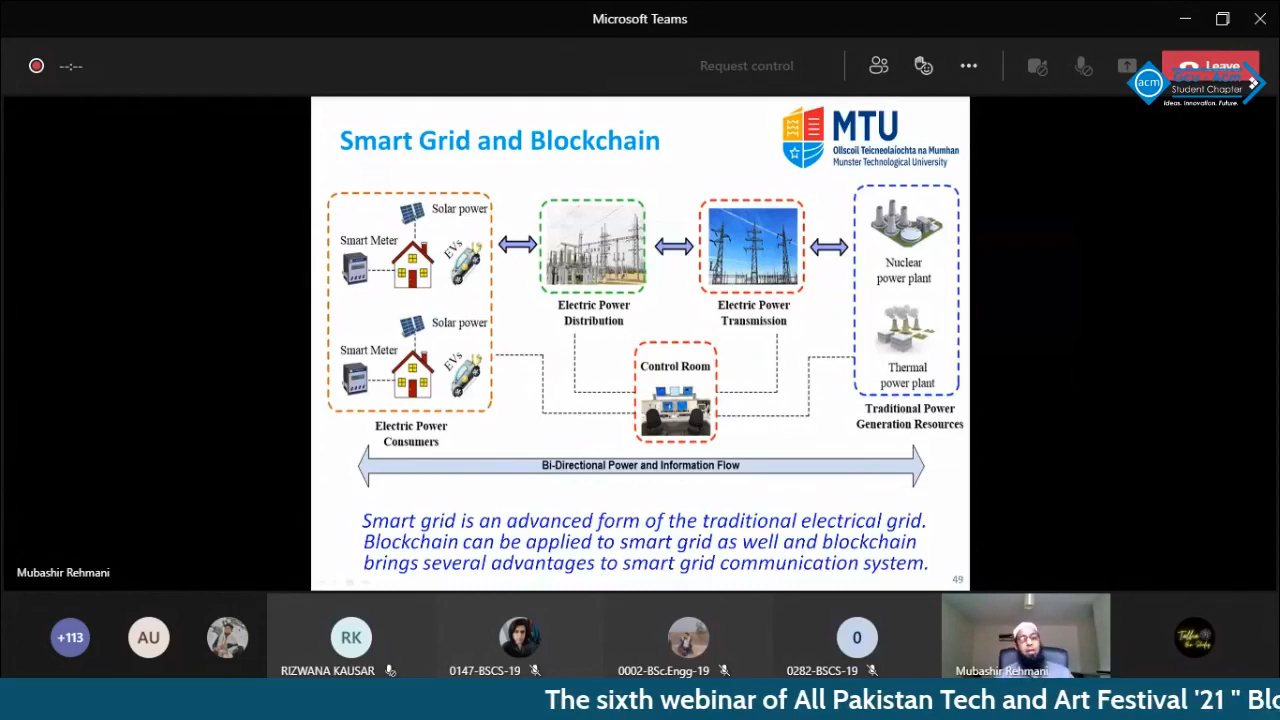 Microsoft Teams
--:--
Request control
Leave
acm
Student Chapter
Ideas. Innovation. Future.
Smart Grid and Blockchain
MTU
Ollscoil Teicneolaíochta na Mumhan
Munster Technological University
Solar power
Smart Meter
EVs
Solar power
Smart Meter
EVs
Electric Power
Consumers
Electric Power
Distribution
Electric Power
Transmission
Control Room
Nuclear
power plant
Thermal
power plant
Traditional Power
Generation Resources
Bi-Directional Power and Information Flow
Smart grid is an advanced form of the traditional electrical grid.
Blockchain can be applied to smart grid as well and blockchain
brings several advantages to smart grid communication system.
49
Mubashir Rehmani
+113
AU
RK
RIZWANA KAUSAR
0147-BSCS-19
0002-BSc.Engg-19
0
0282-BSCS-19
Mubashir Rehmani
The sixth webinar of All Pakistan Tech and Art Festival '21 " Blo